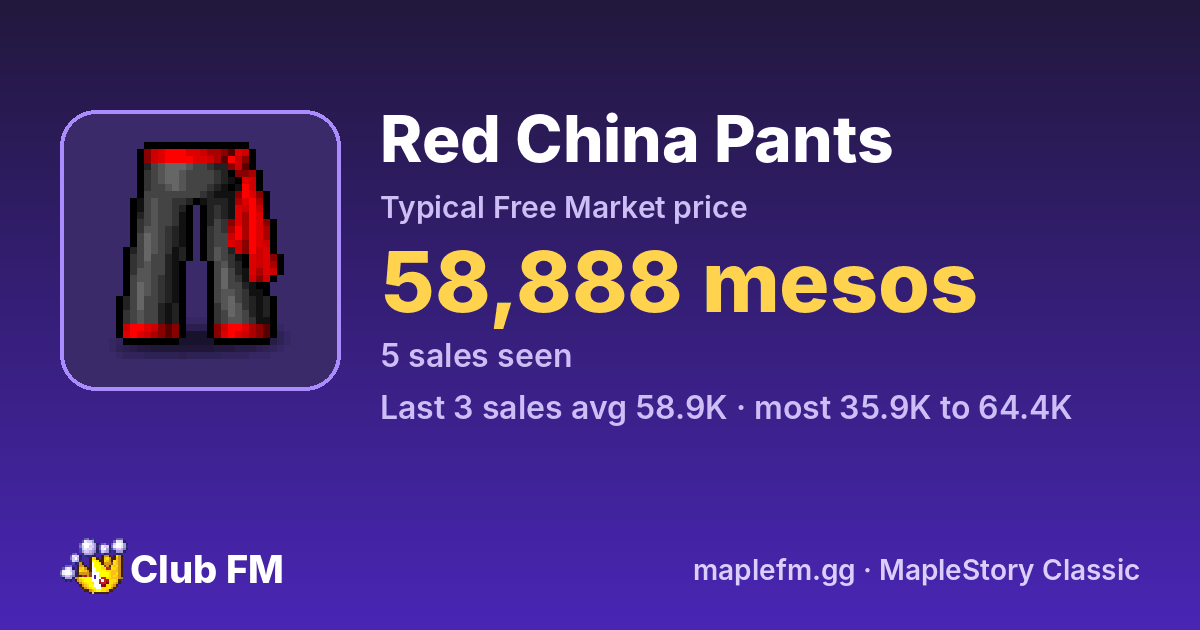 Red China Pants
Typical Free Market price
58,888 mesos
5 sales seen
Last 3 sales avg 58.9K · most 35.9K to 64.4K
Club FM
maplefm.gg · MapleStory Classic